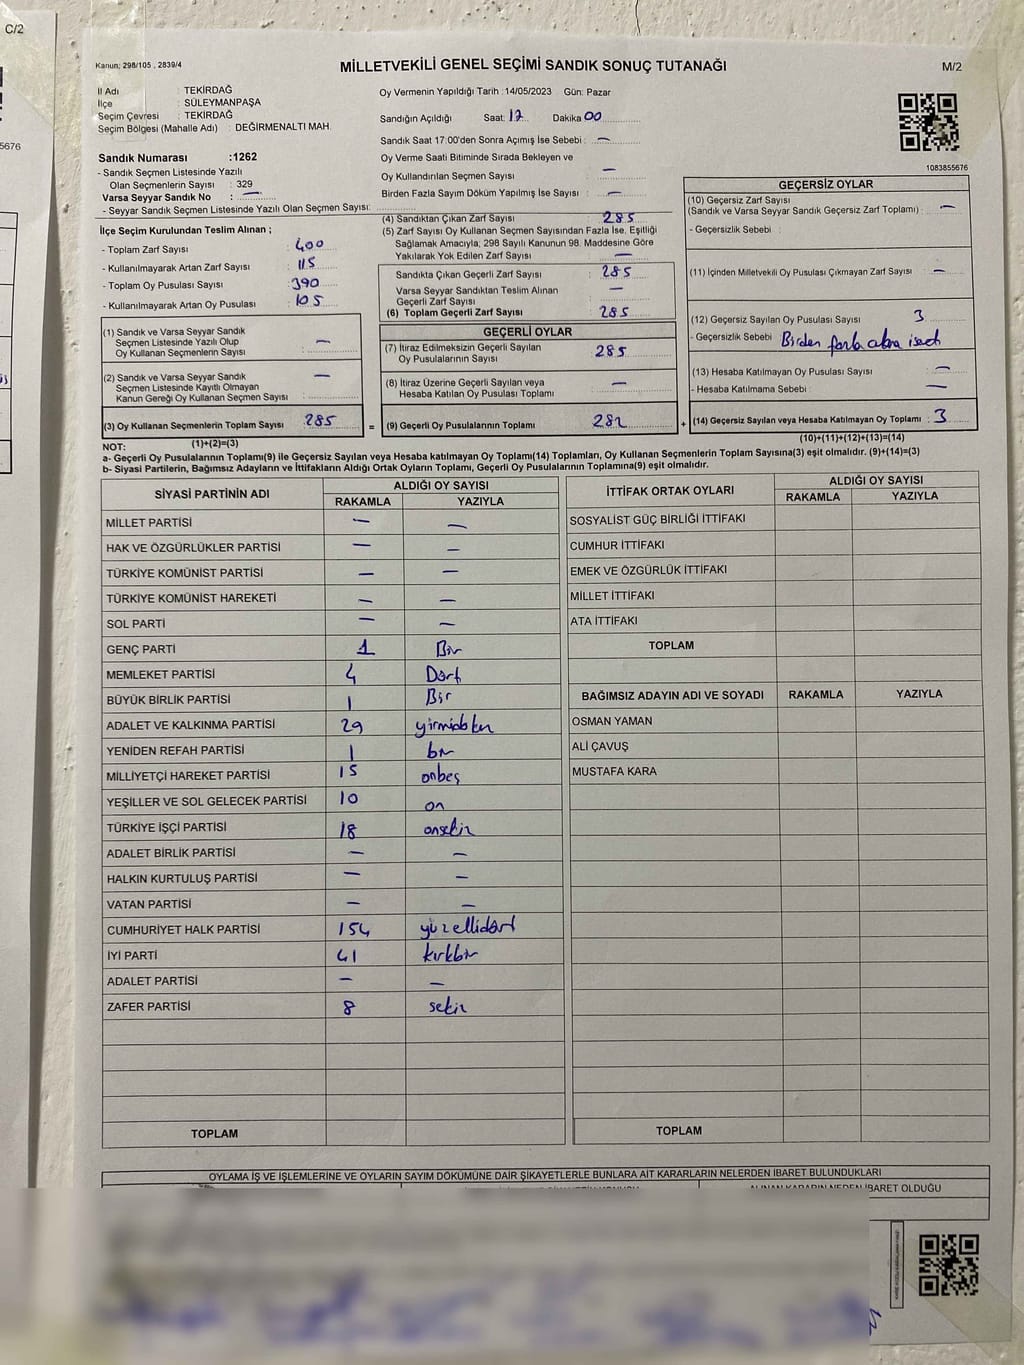 C/2
5676
Kanun; 298/105 , 2839/4
MİLLETVEKİLİ GENEL SEÇİMİ SANDIK SONUÇ TUTANAĞI
M/2
İl Adı : TEKİRDAĞ
İlçe : SÜLEYMANPAŞA
Seçim Çevresi : TEKİRDAĞ
Seçim Bölgesi (Mahalle Adı) : DEĞİRMENALTI MAH.
Sandık Numarası :1262
- Sandık Seçmen Listesinde Yazılı
Olan Seçmenlerin Sayısı : 329
Varsa Seyyar Sandık No : —
- Seyyar Sandık Seçmen Listesinde Yazılı Olan Seçmen Sayısı:
Oy Vermenin Yapıldığı Tarih :14/05/2023 Gün: Pazar
Sandığın Açıldığı Saat: 17 Dakika 00
Sandık Saat 17:00'den Sonra Açımış İse Sebebi : —
Oy Verme Saati Bitiminde Sırada Bekleyen ve
Oy Kullandırılan Seçmen Sayısı —
Birden Fazla Sayım Döküm Yapılmış İse Sayısı : —
1083855676
İlçe Seçim Kurulundan Teslim Alınan ;
- Toplam Zarf Sayısı : 400
- Kullanılmayarak Artan Zarf Sayısı : 115
- Toplam Oy Pusulası Sayısı : 390
- Kullanılmayarak Artan Oy Pusulası : 105
(1) Sandık ve Varsa Seyyar Sandık
Seçmen Listesinde Yazılı Olup
Oy Kullanan Seçmenlerin Sayısı : —
(2) Sandık ve Varsa Seyyar Sandık
Seçmen Listesinde Kayıtlı Olmayan
Kanun Gereği Oy Kullanan Seçmen Sayısı : —
(3) Oy Kullanan Seçmenlerin Toplam Sayısı : 285
(4) Sandıktan Çıkan Zarf Sayısı : 285
(5) Zarf Sayısı Oy Kullanan Seçmen Sayısından Fazla İse, Eşitliği
Sağlamak Amacıyla, 298 Sayılı Kanunun 98. Maddesine Göre
Yakılarak Yok Edilen Zarf Sayısı : —
Sandıkta Çıkan Geçerli Zarf Sayısı : 285
Varsa Seyyar Sandıktan Teslim Alınan
Geçerli Zarf Sayısı : —
(6) Toplam Geçerli Zarf Sayısı : 285
GEÇERLİ OYLAR
(7) İtiraz Edilmeksizin Geçerli Sayılan
Oy Pusulalarının Sayısı : 285
(8) İtiraz Üzerine Geçerli Sayılan veya
Hesaba Katılan Oy Pusulası Toplamı : —
= (9) Geçerli Oy Pusulalarının Toplamı : 282 +
GEÇERSİZ OYLAR
(10) Geçersiz Zarf Sayısı
(Sandık ve Varsa Seyyar Sandık Geçersiz Zarf Toplamı) : —
- Geçersizlik Sebebi :
(11) İçinden Milletvekili Oy Pusulası Çıkmayan Zarf Sayısı : —
(12) Geçersiz Sayılan Oy Pusulası Sayısı : 3
- Geçersizlik Sebebi : Birden fazla
(13) Hesaba Katılmayan Oy Pusulası Sayısı : —
- Hesaba Katılmama Sebebi : —
(14) Geçersiz Sayılan veya Hesaba Katılmayan Oy Toplamı : 3
NOT: (1)+(2)=(3)
(10)+(11)+(12)+(13)=(14)
a- Geçerli Oy Pusulasının Toplamı(9) ile Geçersiz Sayılan veya Hesaba katılmayan Oy Toplamı(14) Toplamları, Oy Kullanan Seçmenlerin Toplam Sayısına(3) eşit olmalıdır. (9)+(14)=(3)
b- Siyasi Partilerin, Bağımsız Adayların ve İttifakların Aldığı Ortak Oyların Toplamı, Geçerli Oy Pusulalarının Toplamına(9) eşit olmalıdır.
SİYASİ PARTİNİN ADI ALDIĞI OY SAYISI
RAKAMLA YAZIYLA
MİLLET PARTİSİ — —
HAK VE ÖZGÜRLÜKLER PARTİSİ — —
TÜRKİYE KOMÜNİST PARTİSİ — —
TÜRKİYE KOMÜNİST HAREKETİ — —
SOL PARTİ — —
GENÇ PARTİ 1 Bir
MEMLEKET PARTİSİ 4 Dört
BÜYÜK BİRLİK PARTİSİ 1 Bir
ADALET VE KALKINMA PARTİSİ 29 yirmidokuz
YENİDEN REFAH PARTİSİ 1 bir
MİLLİYETÇİ HAREKET PARTİSİ 15 onbeş
YEŞİLLER VE SOL GELECEK PARTİSİ 10 on
TÜRKİYE İŞÇİ PARTİSİ 18 onsekiz
ADALET BİRLİK PARTİSİ — —
HALKIN KURTULUŞ PARTİSİ — —
VATAN PARTİSİ — —
CUMHURİYET HALK PARTİSİ 154 yüzellidört
İYİ PARTİ 41 kırkbir
ADALET PARTİSİ — —
ZAFER PARTİSİ 8 sekiz
TOPLAM
İTTİFAK ORTAK OYLARI ALDIĞI OY SAYISI
RAKAMLA YAZIYLA
SOSYALİST GÜÇ BİRLİĞİ İTTİFAKI
CUMHUR İTTİFAKI
EMEK VE ÖZGÜRLÜK İTTİFAKI
MİLLET İTTİFAKI
ATA İTTİFAKI
TOPLAM
BAĞIMSIZ ADAYIN ADI VE SOYADI RAKAMLA YAZIYLA
OSMAN YAMAN
ALİ ÇAVUŞ
MUSTAFA KARA
TOPLAM
OYLAMA İŞ VE İŞLEMLERİNE VE OYLARIN SAYIM DÖKÜMÜNE DAİR ŞİKAYETLERLE BUNLARA AİT KARARLARIN NELERDEN İBARET BULUNDUKLARI
İBARET OLDUĞU